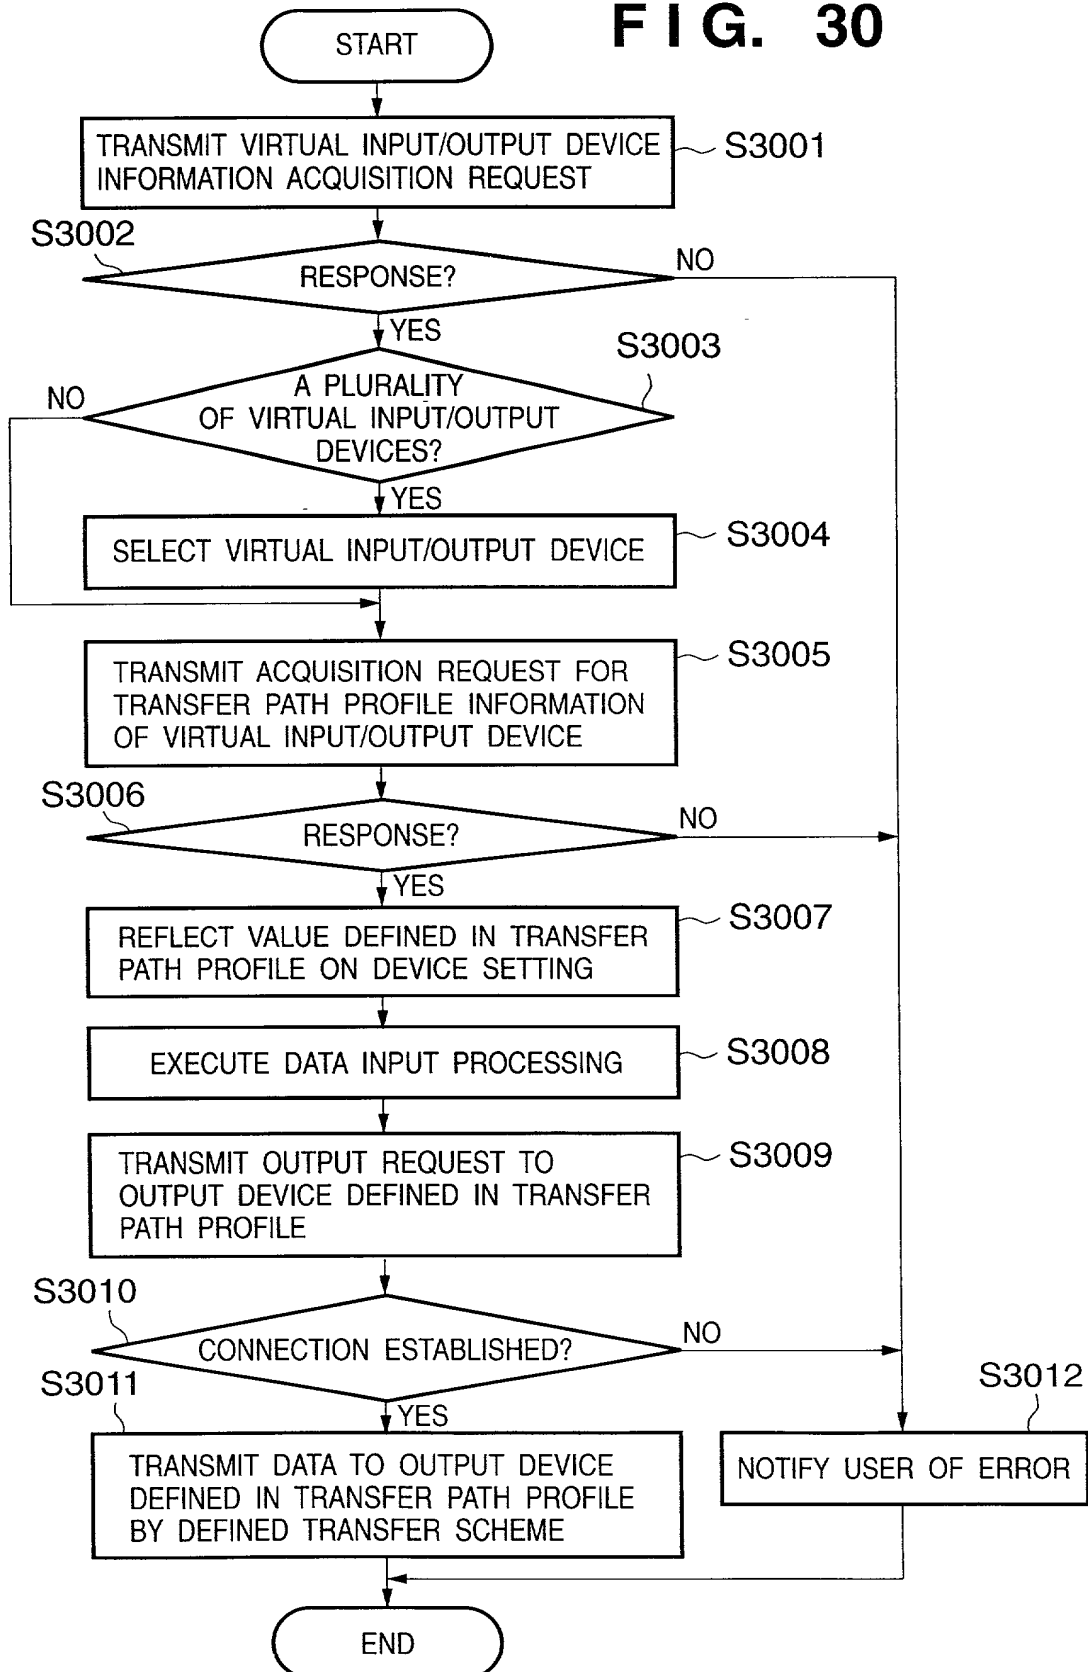 FIG. 30
START
TRANSMIT VIRTUAL INPUT/OUTPUT DEVICE
INFORMATION ACQUISITION REQUEST
S3001
S3002
RESPONSE?
NO
YES
S3003
A PLURALITY
OF VIRTUAL INPUT/OUTPUT
DEVICES?
NO
YES
SELECT VIRTUAL INPUT/OUTPUT DEVICE
S3004
TRANSMIT ACQUISITION REQUEST FOR
TRANSFER PATH PROFILE INFORMATION
OF VIRTUAL INPUT/OUTPUT DEVICE
S3005
S3006
RESPONSE?
NO
YES
REFLECT VALUE DEFINED IN TRANSFER
PATH PROFILE ON DEVICE SETTING
S3007
EXECUTE DATA INPUT PROCESSING
S3008
TRANSMIT OUTPUT REQUEST TO
OUTPUT DEVICE DEFINED IN TRANSFER
PATH PROFILE
S3009
S3010
CONNECTION ESTABLISHED?
NO
YES
S3011
TRANSMIT DATA TO OUTPUT DEVICE
DEFINED IN TRANSFER PATH PROFILE
BY DEFINED TRANSFER SCHEME
S3012
NOTIFY USER OF ERROR
END